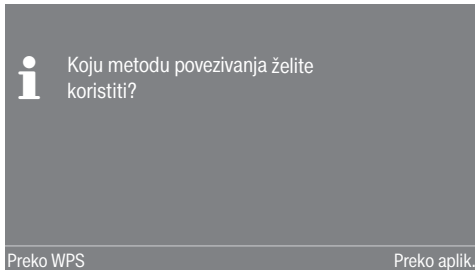 Koju metodu povezivanja želite
koristiti?
Preko WPS
Preko aplik.